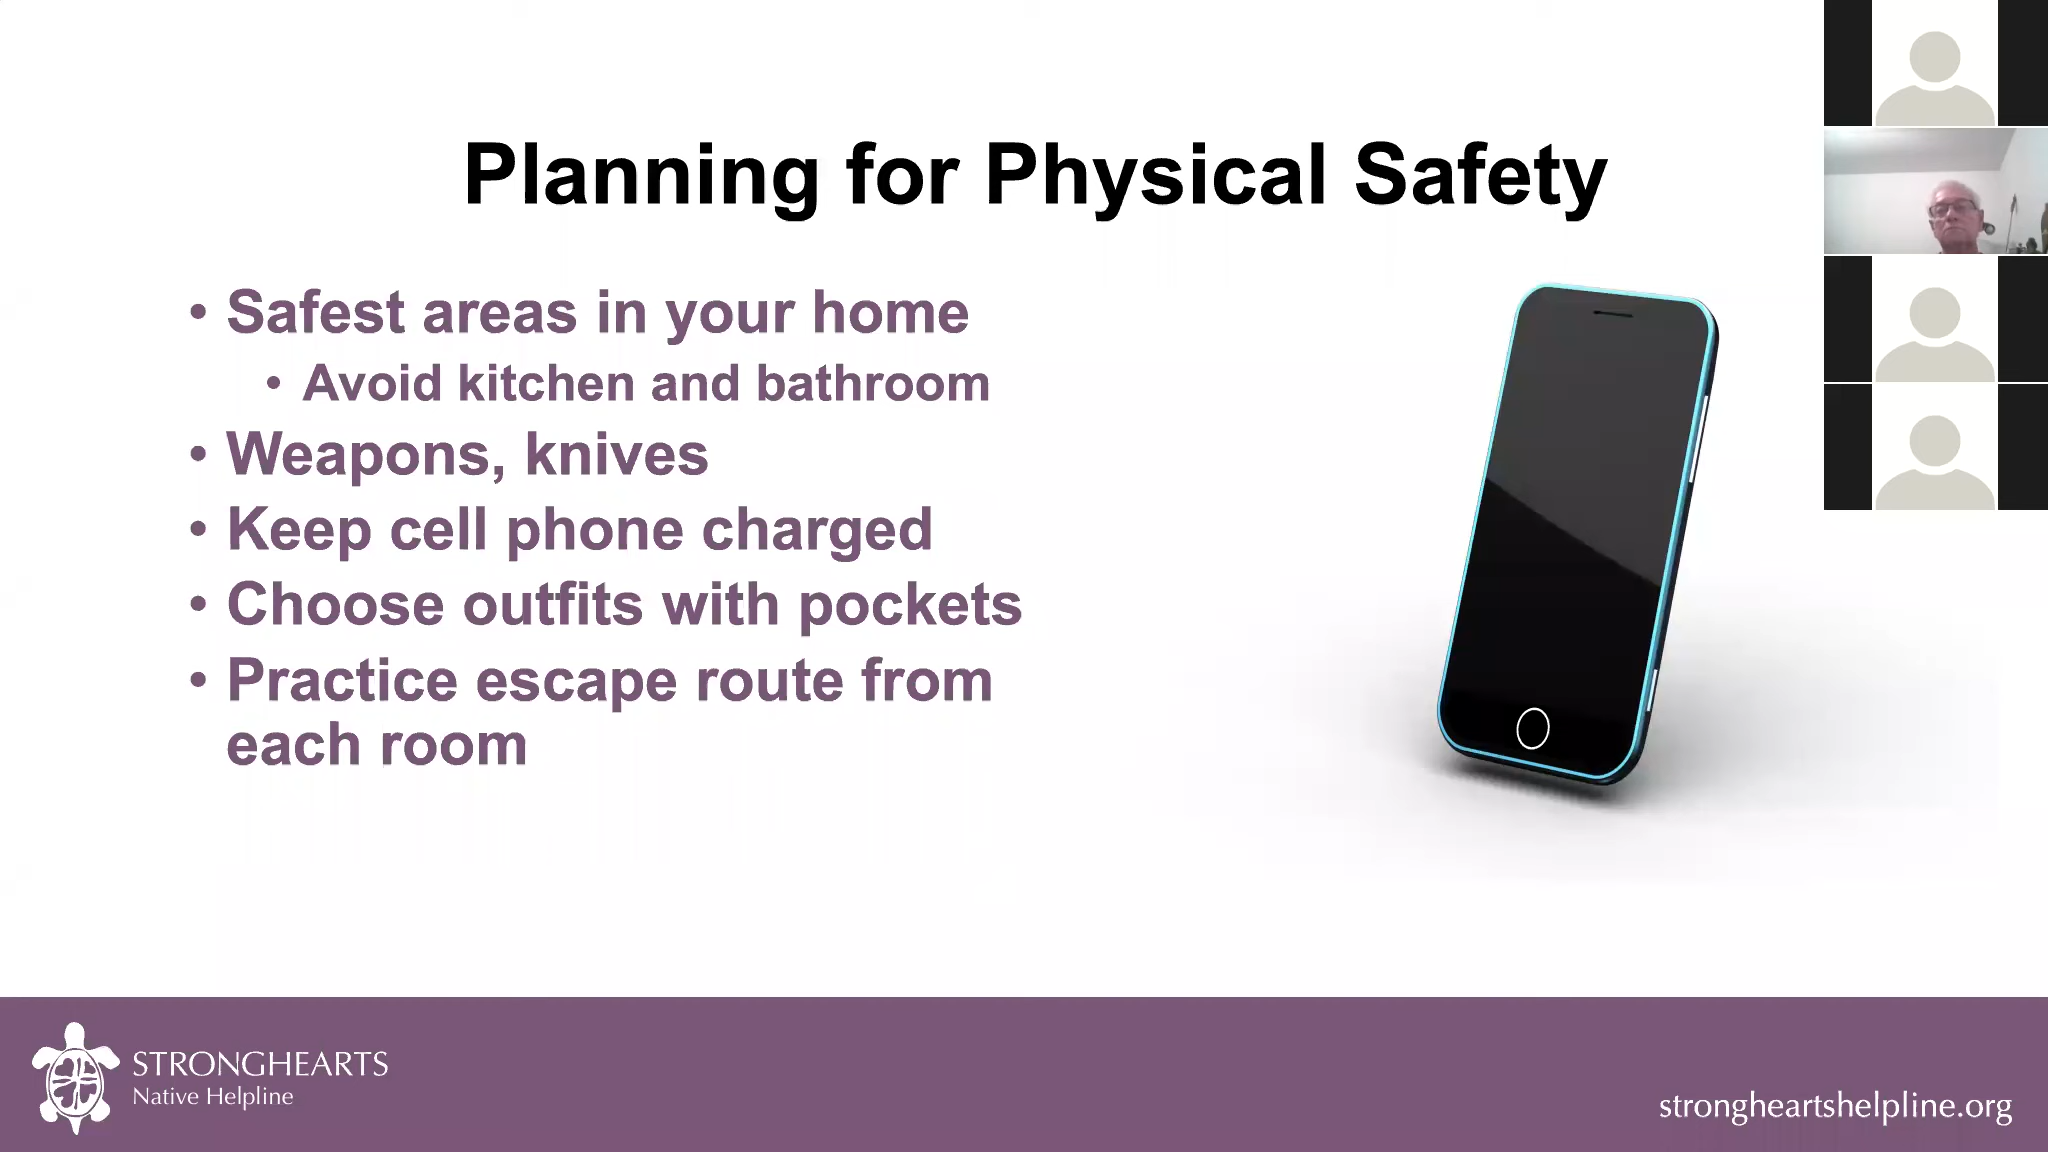 Planning for Physical Safety
• Safest areas in your home
• Avoid kitchen and bathroom
• Weapons, knives
• Keep cell phone charged
• Choose outfits with pockets
• Practice escape route from
each room
STRONGHEARTS
Native Helpline
strongheartshelpline.org